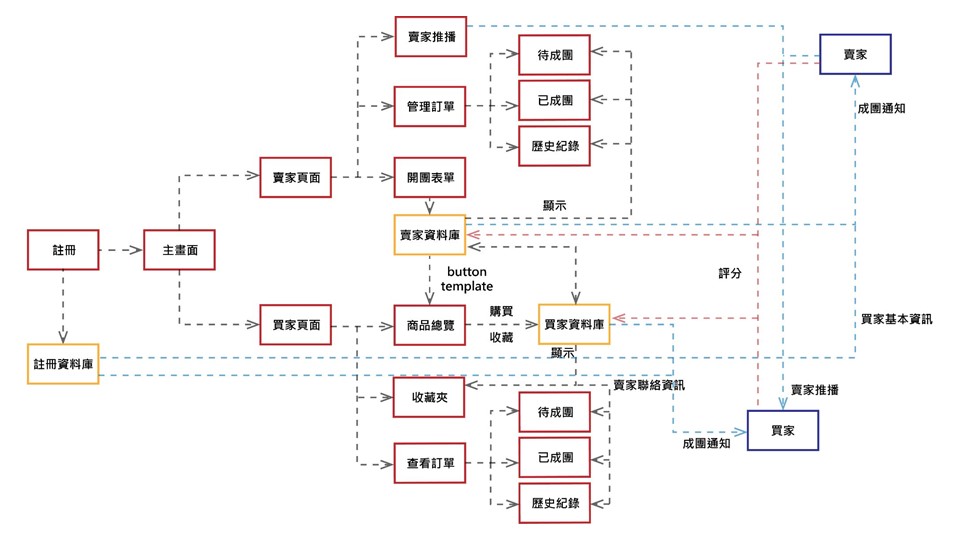 賣家推播
待成團
賣家
管理訂單
已成團
成團通知
歷史紀錄
賣家頁面
開團表單
顯示
賣家資料庫
註冊
主畫面
評分
button
template
購買
買家頁面
商品總覽
買家資料庫
買家基本資訊
收藏
顯示
註冊資料庫
賣家聯絡資訊
賣家推播
收藏夾
待成團
買家
成團通知
已成團
查看訂單
歷史紀錄